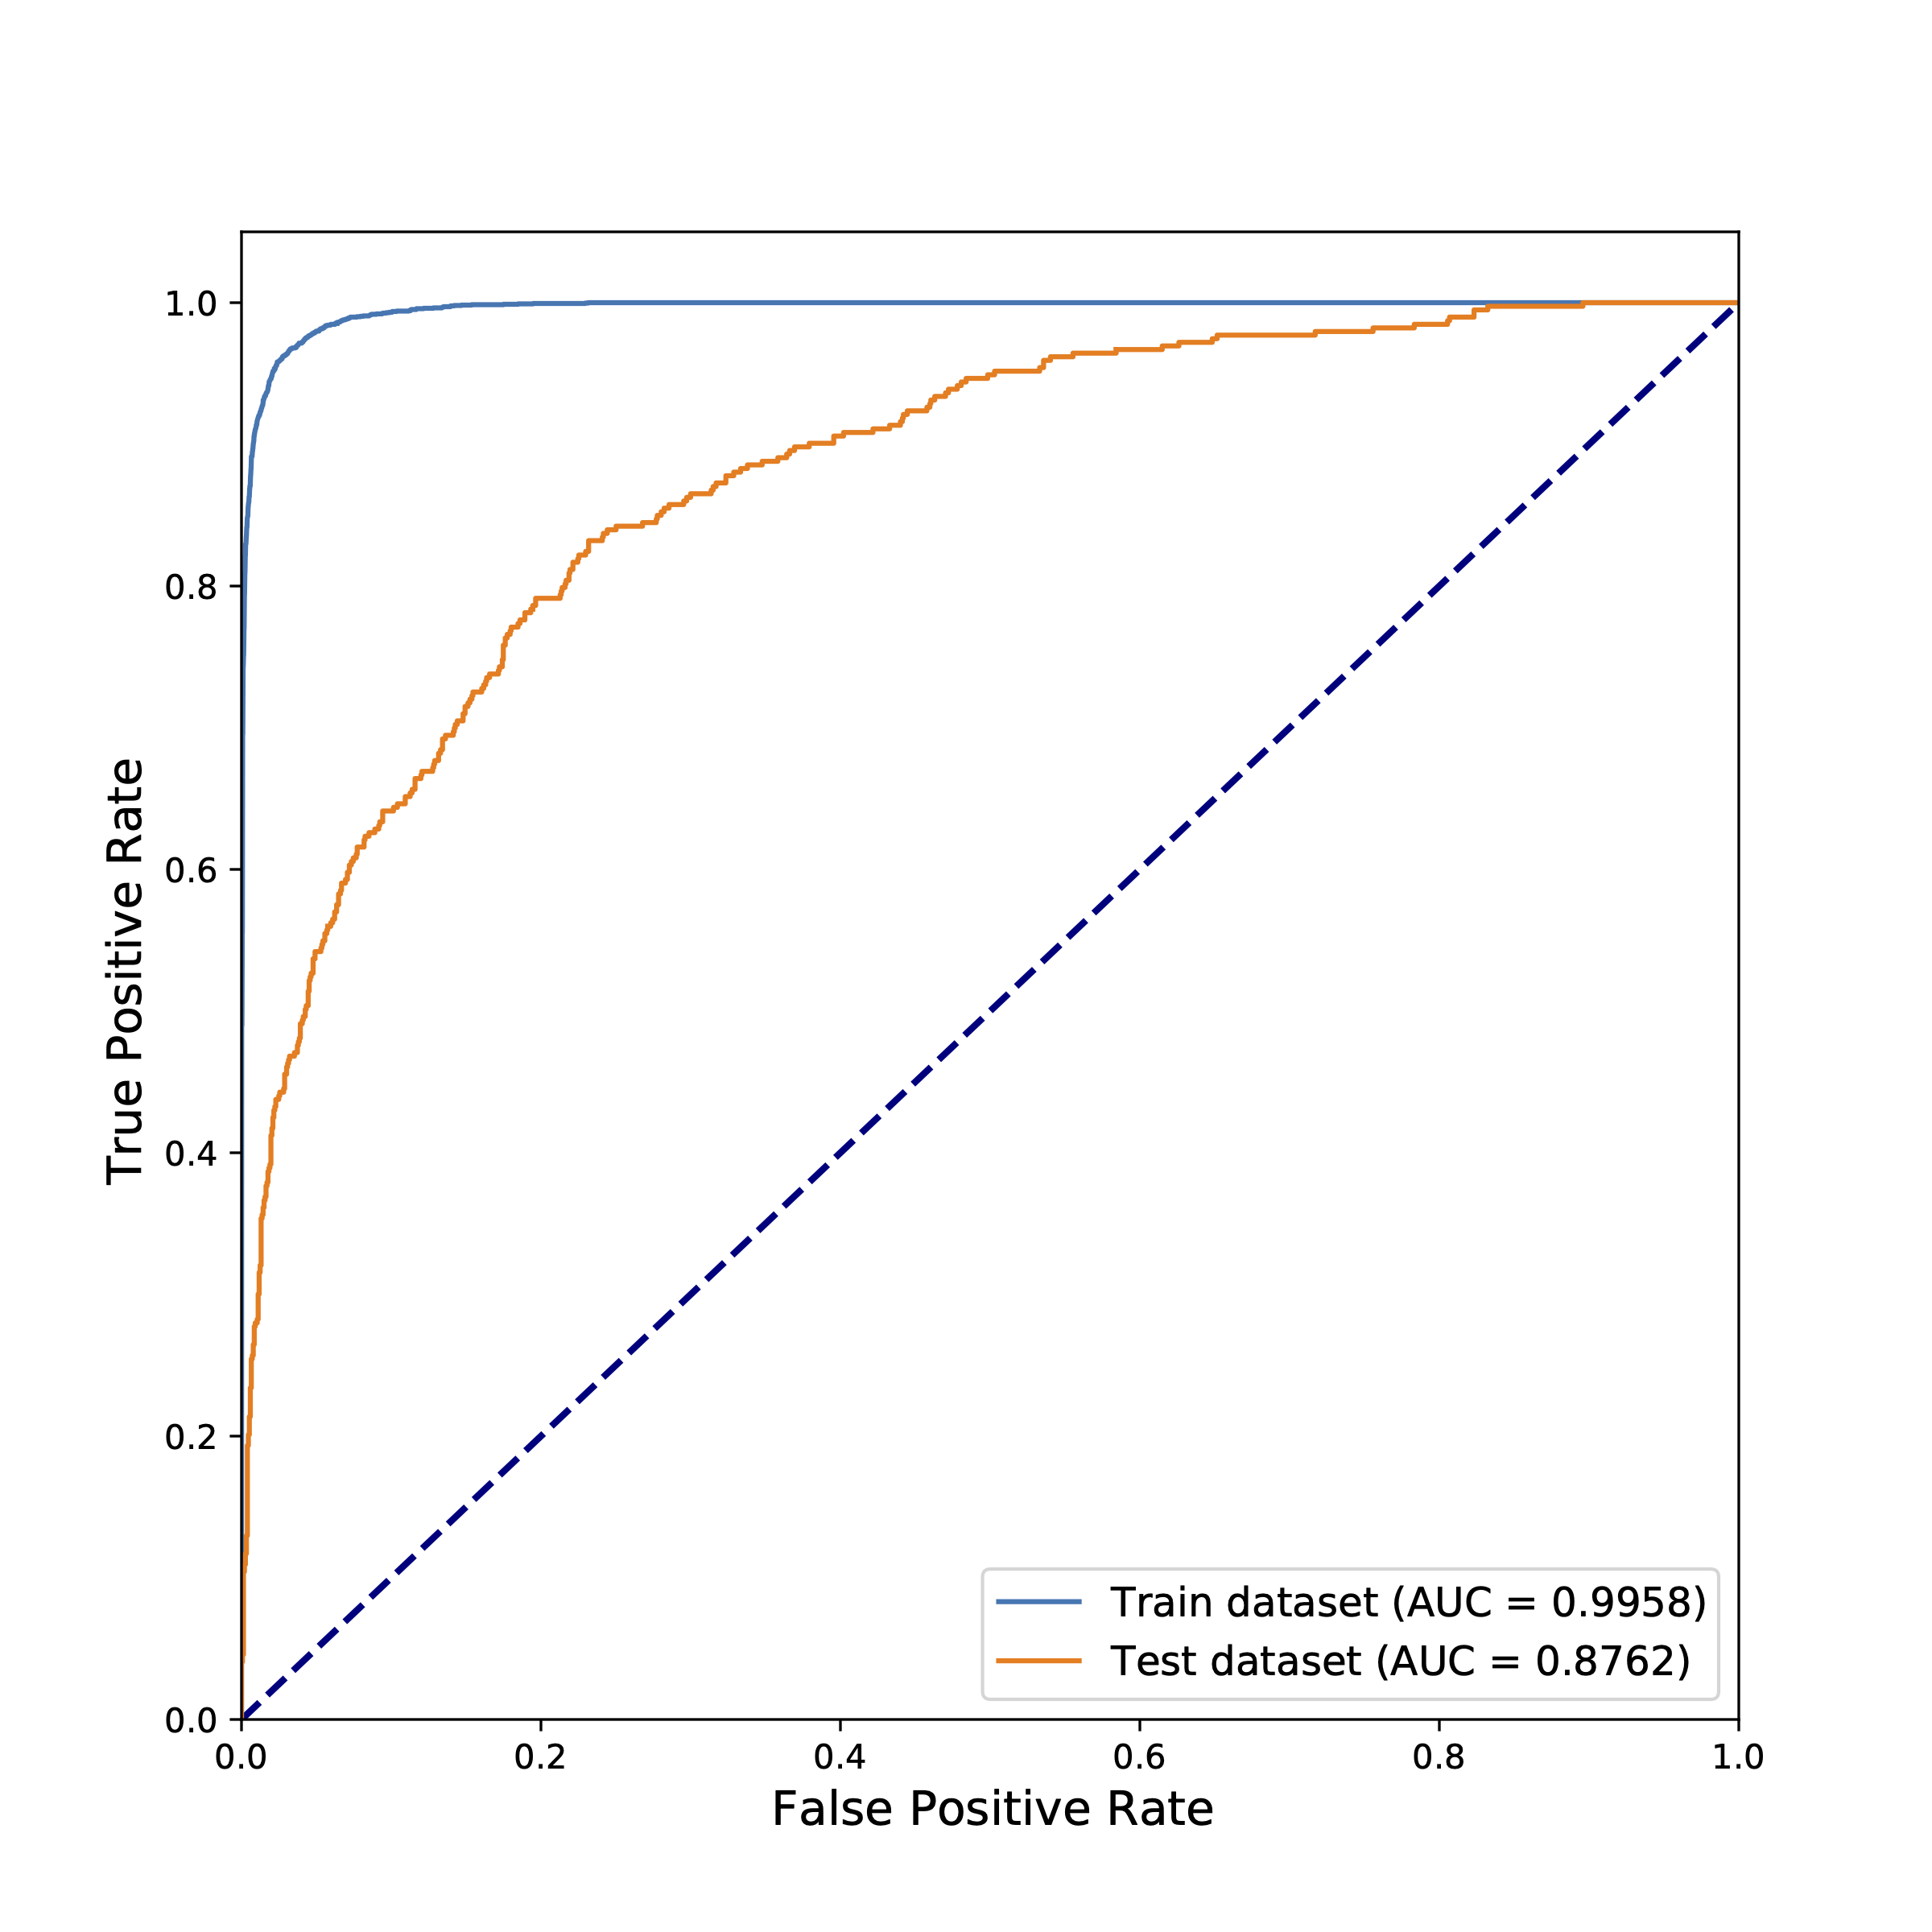 1.0
0.8
0.6
0.4
0.2
0.0
True Positive Rate
Train dataset (AUC = 0.9958)
Test dataset (AUC = 0.8762)
0.0 0.2 0.4 0.6 0.8 1.0
False Positive Rate